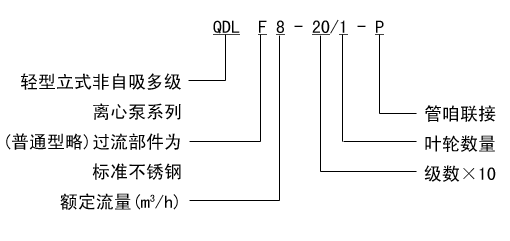 QDL F 8-20/1-P
轻型立式非自吸多级
离心泵系列
(普通型略)过流部件为
标准不锈钢
额定流量(m³/h)
管咱联接
叶轮数量
级数×10